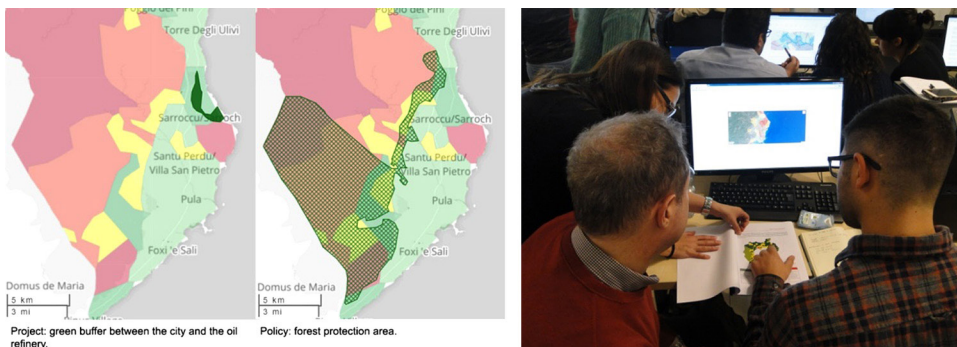 Poggio dei Pini
Torre Degli Ulivi
Sarroccu/Sarroch
Santu Perdu/
Villa San Pietro
Pula
Foxi 'e Sali
Domus de Maria
5 km
3 mi
Project: green buffer between the city and the oil
refinery.
Poggio dei Pini
Torre Degli Ulivi
Sarroccu/Sarroch
Santu Perdu/
Villa San Pietro
Pula
Foxi 'e Sali
Domus de Maria
5 km
3 mi
Policy: forest protection area.